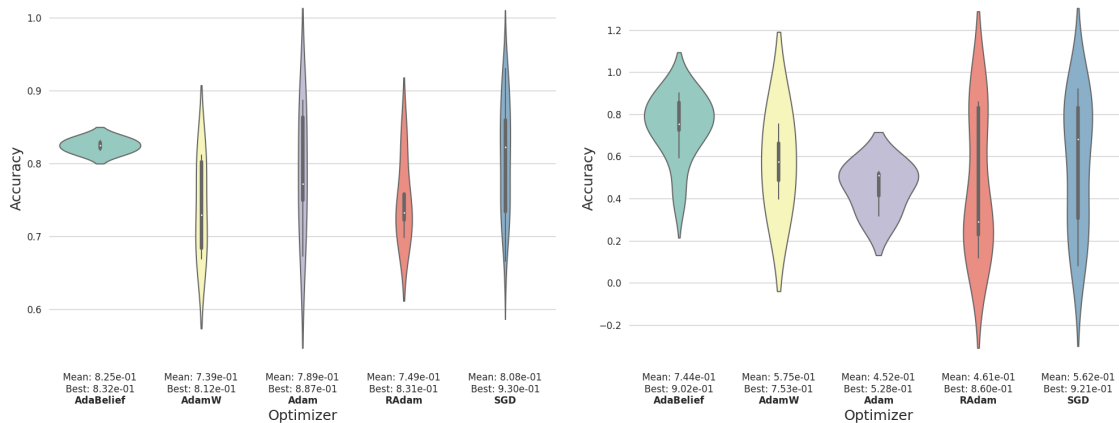 1.0
0.9
0.8
0.7
0.6
Accuracy
Mean: 8.25e-01 Mean: 7.39e-01 Mean: 7.89e-01 Mean: 7.49e-01 Mean: 8.08e-01
Best: 8.32e-01 Best: 8.12e-01 Best: 8.87e-01 Best: 8.31e-01 Best: 9.30e-01
AdaBelief AdamW Adam RAdam SGD
Optimizer
1.2
1.0
0.8
0.6
0.4
0.2
0.0
−0.2
Accuracy
Mean: 7.44e-01 Mean: 5.75e-01 Mean: 4.52e-01 Mean: 4.61e-01 Mean: 5.62e-01
Best: 9.02e-01 Best: 7.53e-01 Best: 5.28e-01 Best: 8.60e-01 Best: 9.21e-01
AdaBelief AdamW Adam RAdam SGD
Optimizer